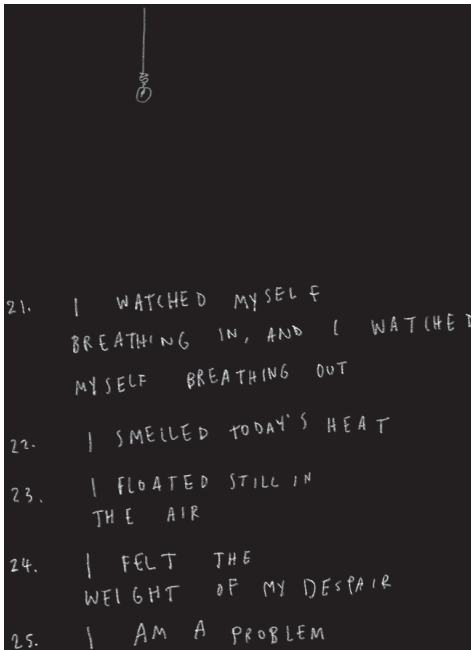 21. I WATCHED MYSELF
BREATHING IN, AND I WATCHED
MYSELF BREATHING OUT
22. I SMELLED TODAY'S HEAT
23. I FLOATED STILL IN
THE AIR
24. I FELT THE
WEIGHT OF MY DESPAIR
25. I AM A PROBLEM